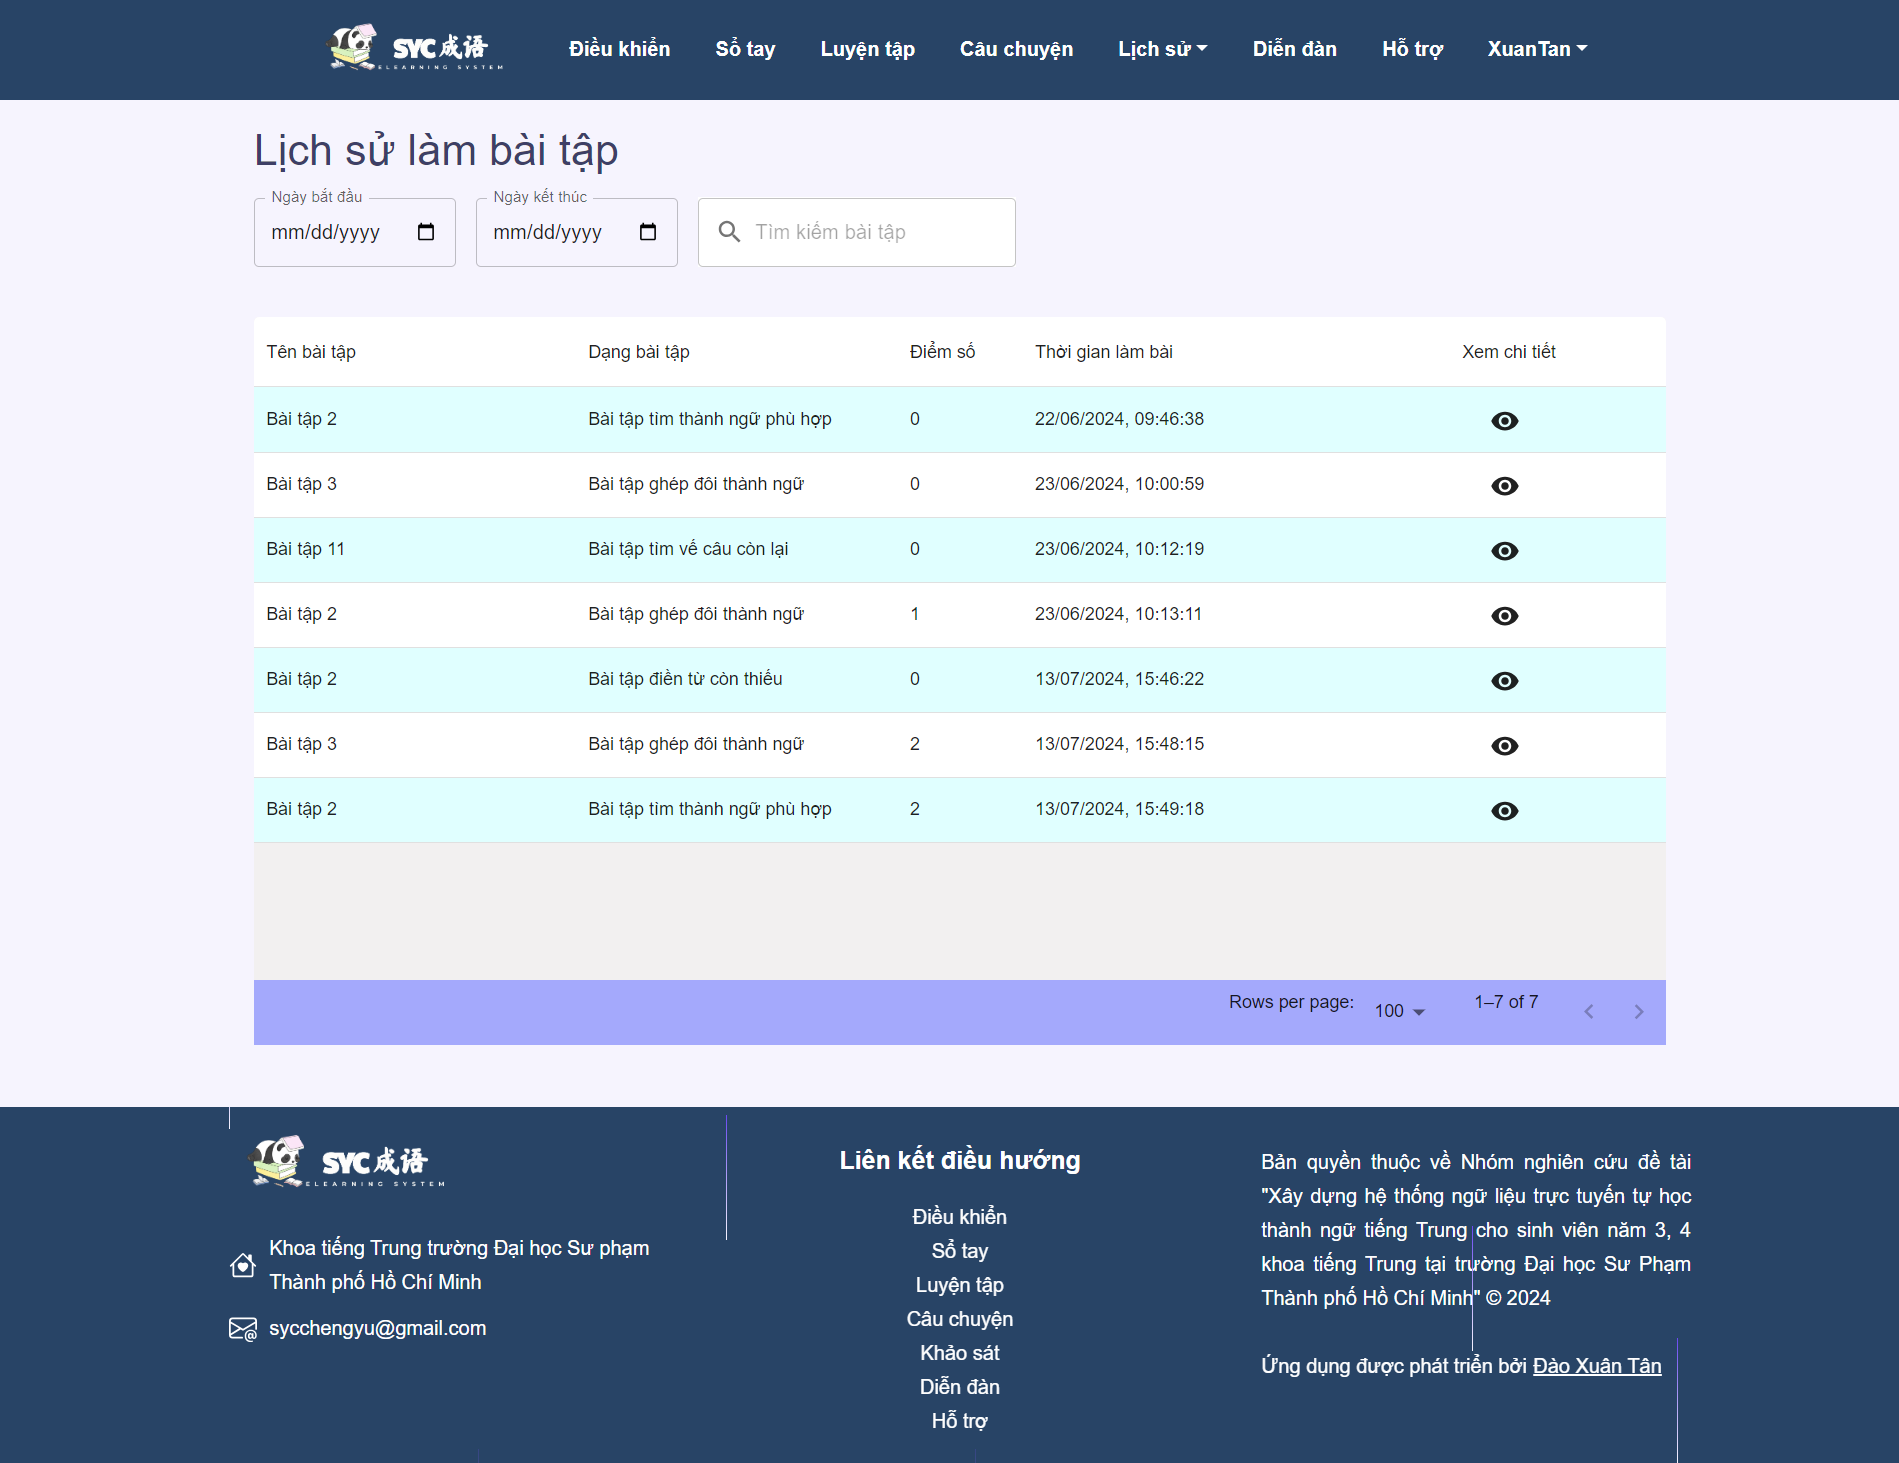 SYC成语
ELEARNING SYSTEM
Điều khiển
Sổ tay
Luyện tập
Câu chuyện
Lịch sử
Diễn đàn
Hỗ trợ
XuanTan
Lịch sử làm bài tập
Ngày bắt đầu
mm/dd/yyyy
Ngày kết thúc
mm/dd/yyyy
Tìm kiếm bài tập
Tên bài tập Dạng bài tập Điểm số Thời gian làm bài Xem chi tiết
Bài tập 2 Bài tập tìm thành ngữ phù hợp 0 22/06/2024, 09:46:38
Bài tập 3 Bài tập ghép đôi thành ngữ 0 23/06/2024, 10:00:59
Bài tập 11 Bài tập tìm vế câu còn lại 0 23/06/2024, 10:12:19
Bài tập 2 Bài tập ghép đôi thành ngữ 1 23/06/2024, 10:13:11
Bài tập 2 Bài tập điền từ còn thiếu 0 13/07/2024, 15:46:22
Bài tập 3 Bài tập ghép đôi thành ngữ 2 13/07/2024, 15:48:15
Bài tập 2 Bài tập tìm thành ngữ phù hợp 2 13/07/2024, 15:49:18
Rows per page: 100 1–7 of 7
SYC成语
ELEARNING SYSTEM
Khoa tiếng Trung trường Đại học Sư phạm
Thành phố Hồ Chí Minh
sycchengyu@gmail.com
Liên kết điều hướng
Điều khiển
Sổ tay
Luyện tập
Câu chuyện
Khảo sát
Diễn đàn
Hỗ trợ
Bản quyền thuộc về Nhóm nghiên cứu đề tài
"Xây dựng hệ thống ngữ liệu trực tuyến tự học
thành ngữ tiếng Trung cho sinh viên năm 3, 4
khoa tiếng Trung tại trường Đại học Sư Phạm
Thành phố Hồ Chí Minh" © 2024
Ứng dụng được phát triển bởi Đào Xuân Tân